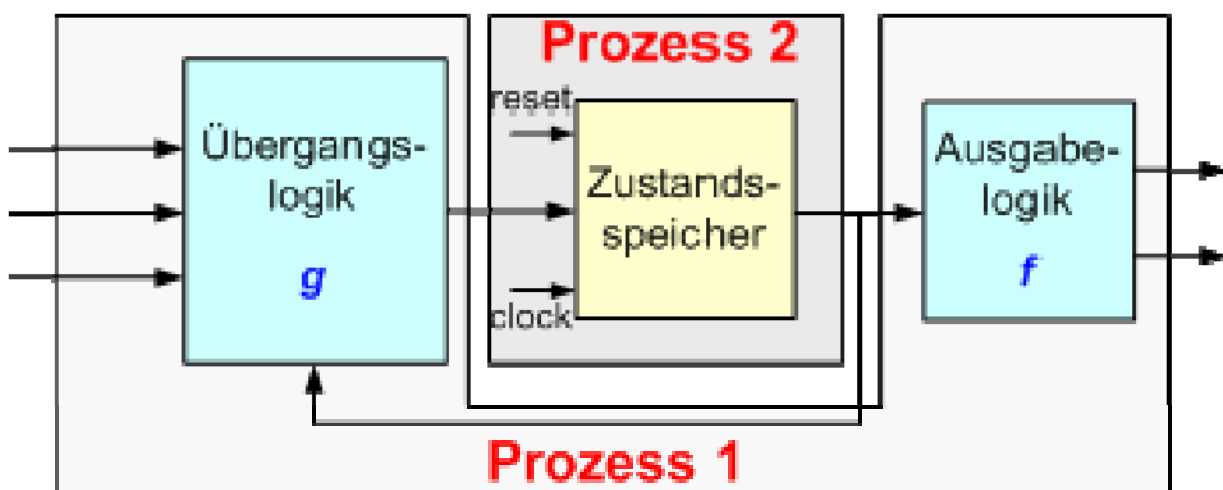 Prozess 2
Übergangs-
logik
g
reset
Zustands-
speicher
clock
Ausgabe-
logik
f
Prozess 1